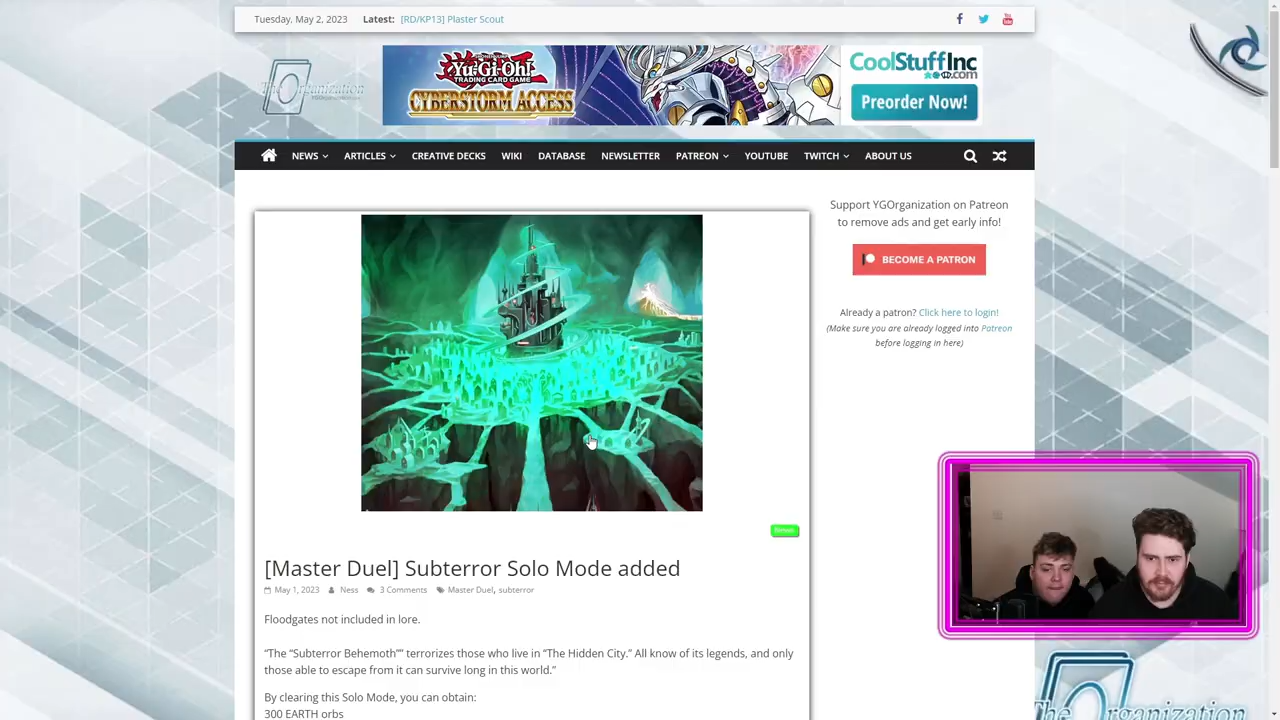 Tuesday, May 2, 2023
Latest: [RD/KP13] Plaster Scout
The Organization
Yu-Gi-Oh!
TRADING CARD GAME
CYBERSTORM ACCESS
CoolStuffInc
.com
Preorder Now!
NEWS
ARTICLES
CREATIVE DECKS
WIKI
DATABASE
NEWSLETTER
PATREON
YOUTUBE
TWITCH
ABOUT US
Support YGOrganization on Patreon
to remove ads and get early info!
BECOME A PATRON
Already a patron? Click here to login!
(Make sure you are already logged into Patreon
before logging in here)
[Master Duel] Subterror Solo Mode added
May 1, 2023 Ness 3 Comments Master Duel, subterror
Floodgates not included in lore.
“The “Subterror Behemoth”” terrorizes those who live in “The Hidden City.” All know of its legends, and only
those able to escape from it can survive long in this world.”
By clearing this Solo Mode, you can obtain:
300 EARTH orbs
The Organization